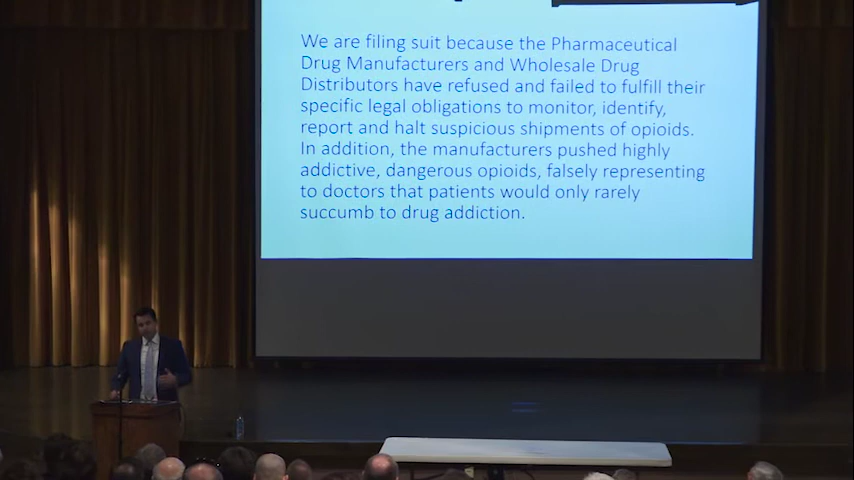 We are filing suit because the Pharmaceutical
Drug Manufacturers and Wholesale Drug
Distributors have refused and failed to fulfill their
specific legal obligations to monitor, identify,
report and halt suspicious shipments of opioids.
In addition, the manufacturers pushed highly
addictive, dangerous opioids, falsely representing
to doctors that patients would only rarely
succumb to drug addiction.